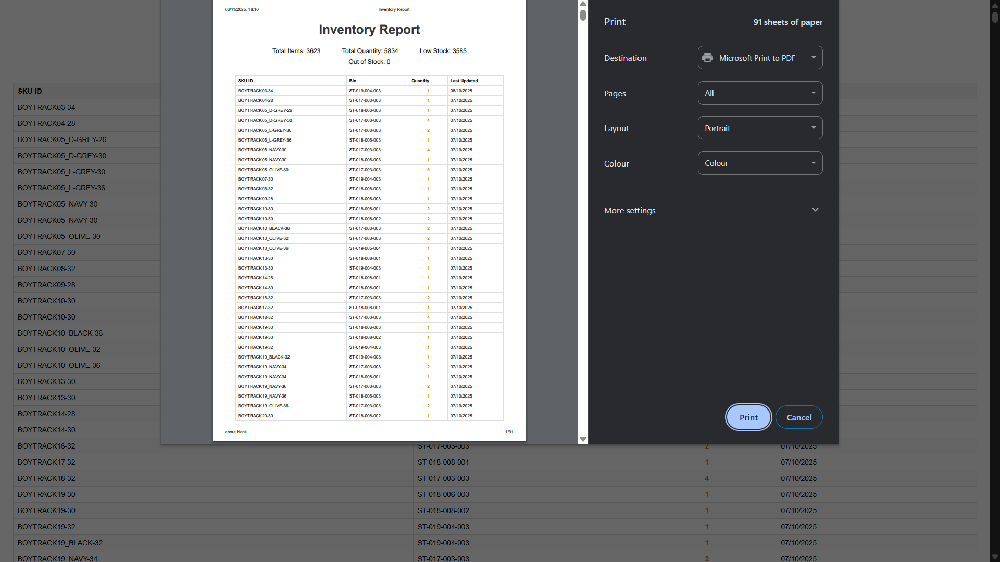 06/11/2025, 18:10 Inventory Report
Inventory Report
Total Items: 3623 Total Quantity: 5834 Low Stock: 3585
Out of Stock: 0
SKU ID Bin Quantity Last Updated
BOYTRACK03-34 ST-019-004-003 1 08/10/2025
BOYTRACK04-28 ST-017-003-003 1 07/10/2025
BOYTRACK05_D-GREY-26 ST-018-006-003 1 07/10/2025
BOYTRACK05_D-GREY-30 ST-017-003-003 4 07/10/2025
BOYTRACK05_L-GREY-30 ST-017-003-003 2 07/10/2025
BOYTRACK05_L-GREY-36 ST-018-006-003 1 07/10/2025
BOYTRACK05_NAVY-30 ST-017-003-003 4 07/10/2025
BOYTRACK05_NAVY-30 ST-018-006-003 1 07/10/2025
BOYTRACK05_OLIVE-30 ST-017-003-003 6 07/10/2025
BOYTRACK07-30 ST-019-004-003 1 07/10/2025
BOYTRACK08-32 ST-018-006-003 1 07/10/2025
BOYTRACK09-28 ST-018-006-003 1 07/10/2025
BOYTRACK10-30 ST-018-008-001 2 07/10/2025
BOYTRACK10-30 ST-018-008-002 2 07/10/2025
BOYTRACK10_BLACK-36 ST-017-003-003 2 07/10/2025
BOYTRACK10_OLIVE-32 ST-017-003-003 2 07/10/2025
BOYTRACK10_OLIVE-36 ST-019-005-004 1 07/10/2025
BOYTRACK13-30 ST-018-008-001 1 07/10/2025
BOYTRACK13-30 ST-019-004-003 1 07/10/2025
BOYTRACK14-28 ST-018-008-001 1 07/10/2025
BOYTRACK14-30 ST-018-008-001 1 07/10/2025
BOYTRACK16-32 ST-017-003-003 2 07/10/2025
BOYTRACK17-32 ST-018-008-001 1 07/10/2025
BOYTRACK18-32 ST-017-003-003 4 07/10/2025
BOYTRACK19-30 ST-018-006-003 1 07/10/2025
BOYTRACK19-30 ST-018-008-002 1 07/10/2025
BOYTRACK19-32 ST-019-004-003 1 07/10/2025
BOYTRACK19_BLACK-32 ST-019-004-003 1 07/10/2025
BOYTRACK19_NAVY-34 ST-017-003-003 2 07/10/2025
BOYTRACK19_NAVY-34 ST-018-008-001 1 07/10/2025
BOYTRACK19_NAVY-36 ST-017-003-003 2 07/10/2025
BOYTRACK19_NAVY-36 ST-018-006-003 1 07/10/2025
BOYTRACK19_OLIVE-36 ST-017-003-003 2 07/10/2025
BOYTRACK20-30 ST-018-008-002 1 07/10/2025
about:blank 1/91
Print 91 sheets of paper
Destination Microsoft Print to PDF
Pages All
Layout Portrait
Colour Colour
More settings
Print Cancel
SKU ID
BOYTRACK03-34
BOYTRACK04-28
BOYTRACK05_D-GREY-26
BOYTRACK05_D-GREY-30
BOYTRACK05_L-GREY-30
BOYTRACK05_L-GREY-36
BOYTRACK05_NAVY-30
BOYTRACK05_NAVY-30
BOYTRACK05_OLIVE-30
BOYTRACK07-30
BOYTRACK08-32
BOYTRACK09-28
BOYTRACK10-30
BOYTRACK10-30
BOYTRACK10_BLACK-36
BOYTRACK10_OLIVE-32
BOYTRACK10_OLIVE-36
BOYTRACK13-30
BOYTRACK13-30
BOYTRACK14-28
BOYTRACK14-30
BOYTRACK16-32 ST-017-003-003 2 07/10/2025
BOYTRACK17-32 ST-018-008-001 1 07/10/2025
BOYTRACK18-32 ST-017-003-003 4 07/10/2025
BOYTRACK19-30 ST-018-006-003 1 07/10/2025
BOYTRACK19-30 ST-018-008-002 1 07/10/2025
BOYTRACK19-32 ST-019-004-003 1 07/10/2025
BOYTRACK19_BLACK-32 ST-019-004-003 1 07/10/2025
BOYTRACK19_NAVY-34 ST-017-003-003 2 07/10/2025